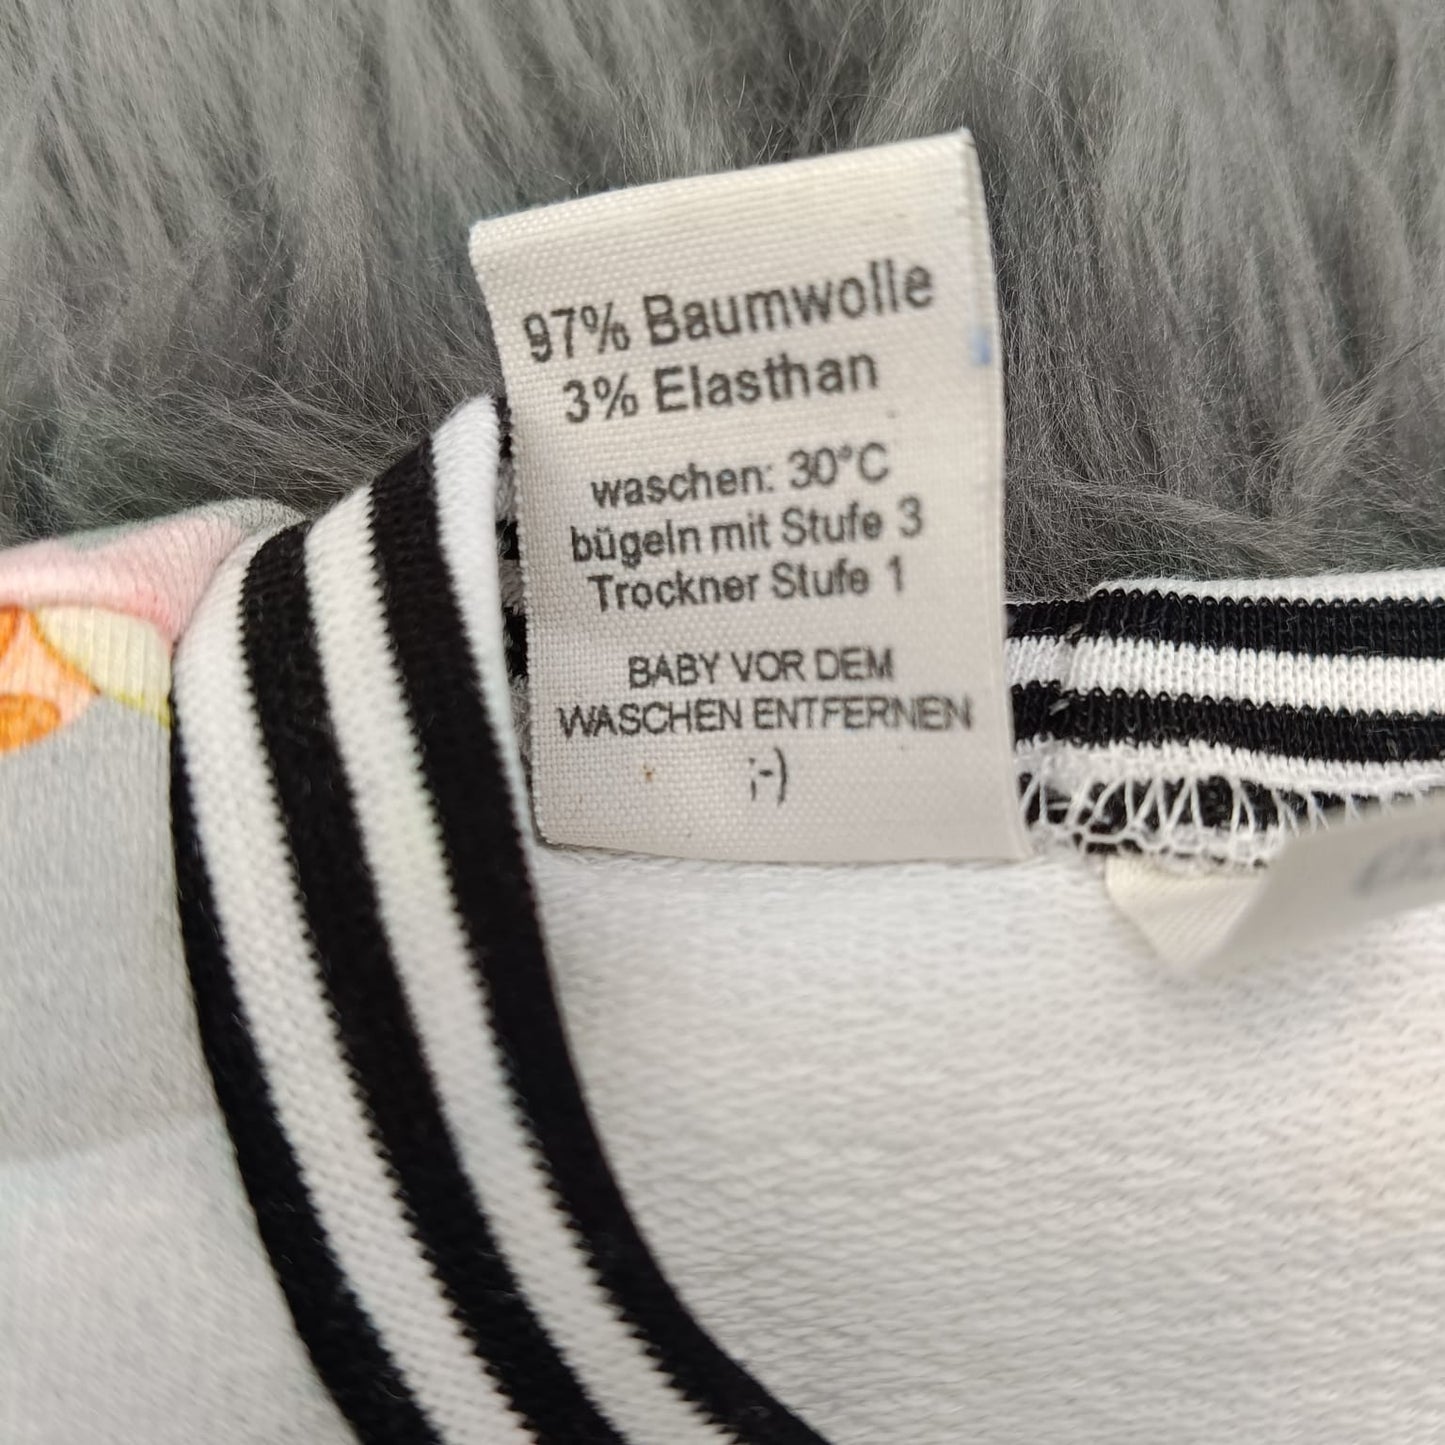 97% Baumwolle
3% Elasthan
waschen: 30°C
bügeln mit Stufe 3
Trockner Stufe 1
BABY VOR DEM
WASCHEN ENTFERNEN
;-)